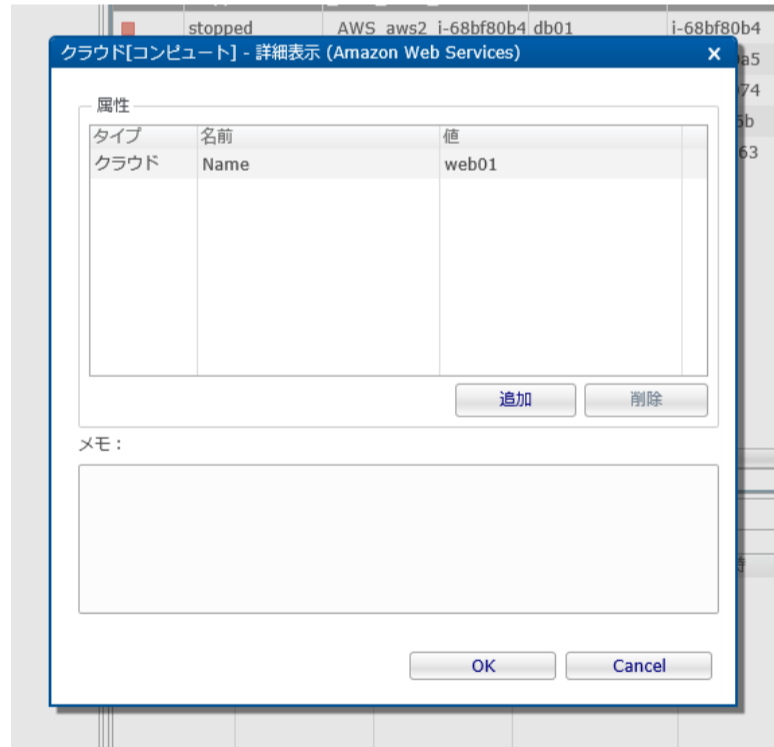 stopped AWS_aws2_i-68bf80b4 db01 i-68bf80b4
クラウド[コンピュート] - 詳細表示 (Amazon Web Services) x
a5
74
属性
5b
タイプ 名前 値
63
クラウド Name web01
追加 削除
メモ：
OK Cancel